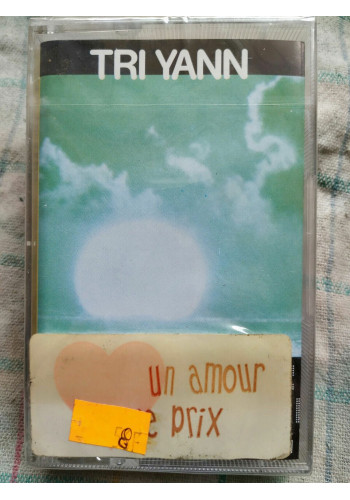 TRI YANN
un amour
prix